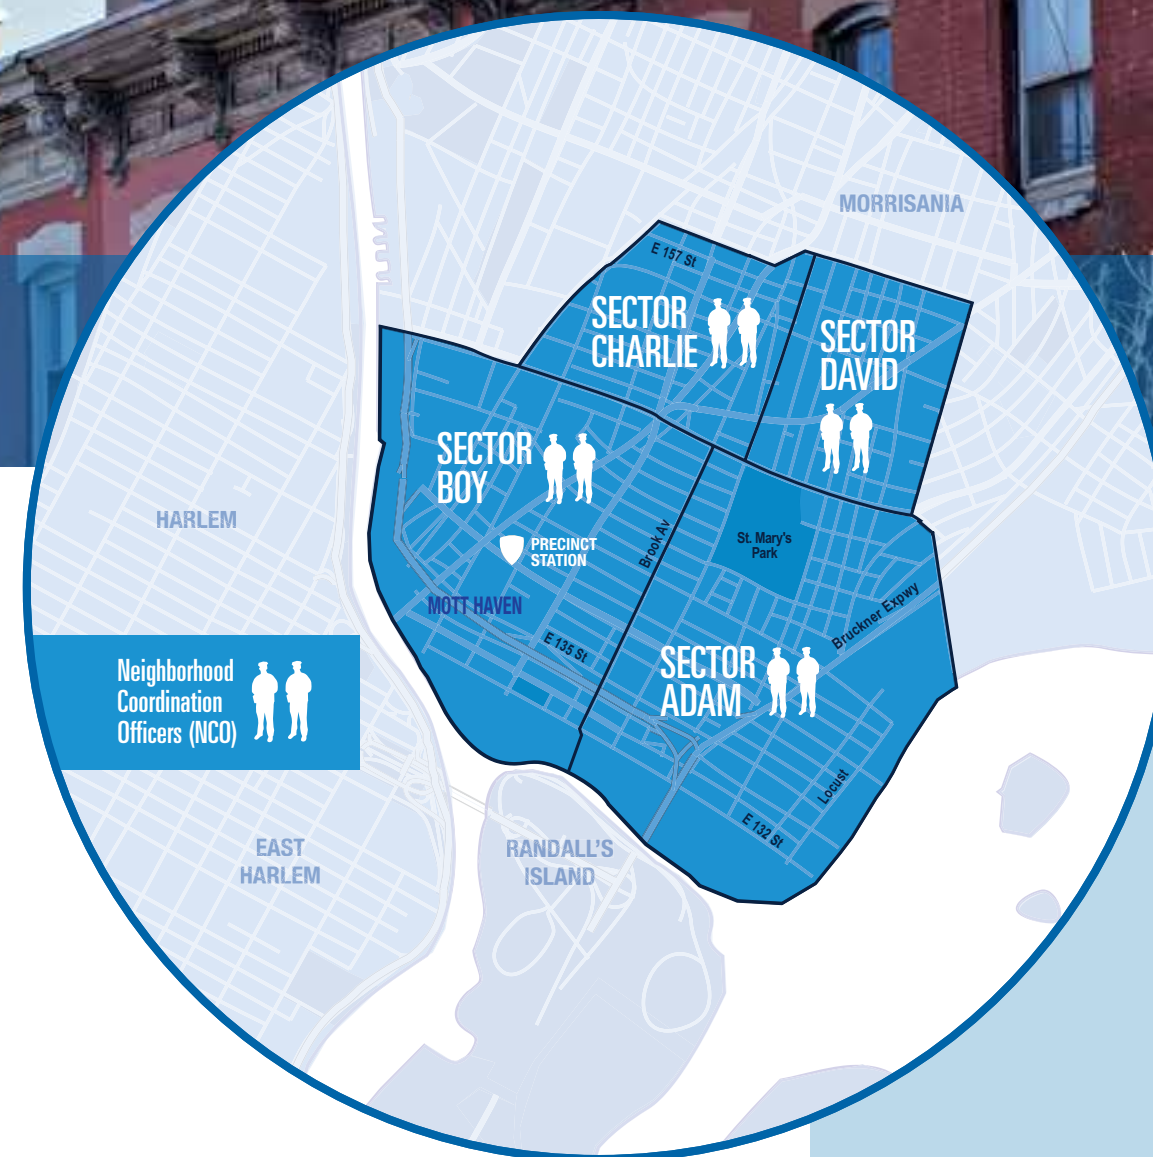 MORRISANIA
E 157 St
SECTOR
CHARLIE
SECTOR
DAVID
SECTOR
BOY
HARLEM
PRECINCT
STATION
Brook Av
St. Mary's
Park
MOTT HAVEN
E 135 St
Bruckner Expwy
SECTOR
ADAM
Neighborhood
Coordination
Officers (NCO)
Locust
E 132 St
EAST
HARLEM
RANDALL'S
ISLAND